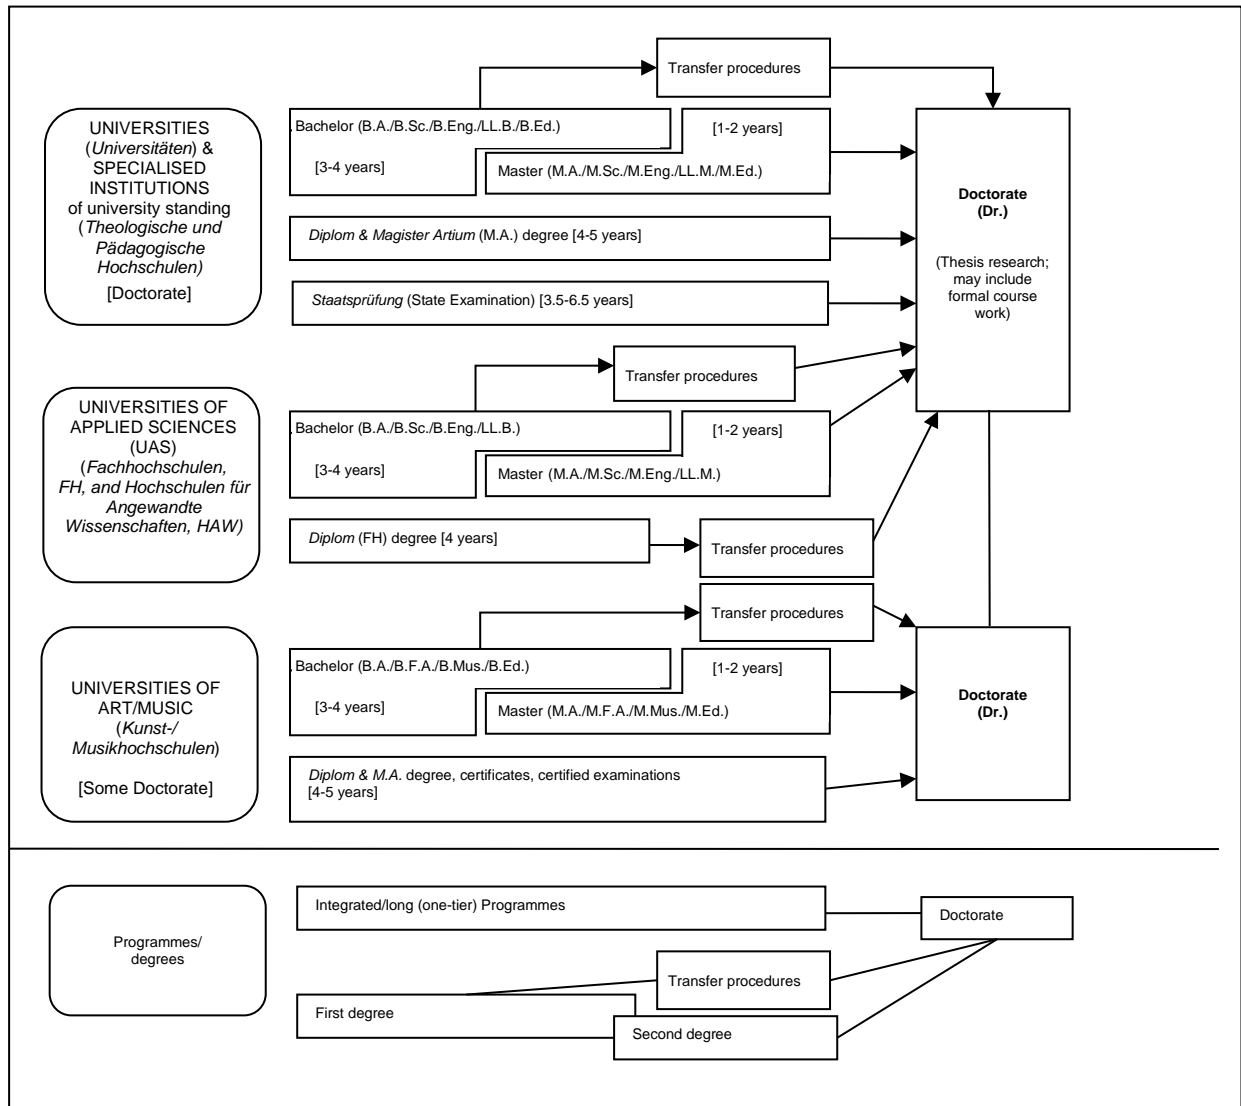 Transfer procedures
UNIVERSITIES
(Universitäten) &
SPECIALISED
INSTITUTIONS
of university standing
(Theologische und
Pädagogische
Hochschulen)
[Doctorate]
. Bachelor (B.A./B.Sc./B.Eng./LL.B./B.Ed.)
[3-4 years]
[1-2 years]
Master (M.A./M.Sc./M.Eng./LL.M./M.Ed.)
Diplom & Magister Artium (M.A.) degree [4-5 years]
Staatsprüfung (State Examination) [3.5-6.5 years]
Doctorate
(Dr.)
(Thesis research;
may include
formal course
work)
Transfer procedures
UNIVERSITIES OF
APPLIED SCIENCES
(UAS)
(Fachhochschulen,
FH, and Hochschulen für
Angewandte
Wissenschaften, HAW)
. Bachelor (B.A./B.Sc./B.Eng./LL.B.)
[3-4 years]
[1-2 years]
Master (M.A./M.Sc./M.Eng./LL.M.)
Diplom (FH) degree [4 years]
Transfer procedures
Transfer procedures
UNIVERSITIES OF
ART/MUSIC
(Kunst-/
Musikhochschulen)
[Some Doctorate]
. Bachelor (B.A./B.F.A./B.Mus./B.Ed.)
[3-4 years]
[1-2 years]
Master (M.A./M.F.A./M.Mus./M.Ed.)
Diplom & M.A. degree, certificates, certified examinations
[4-5 years]
Doctorate
(Dr.)
Programmes/
degrees
Integrated/long (one-tier) Programmes
Doctorate
Transfer procedures
First degree
Second degree